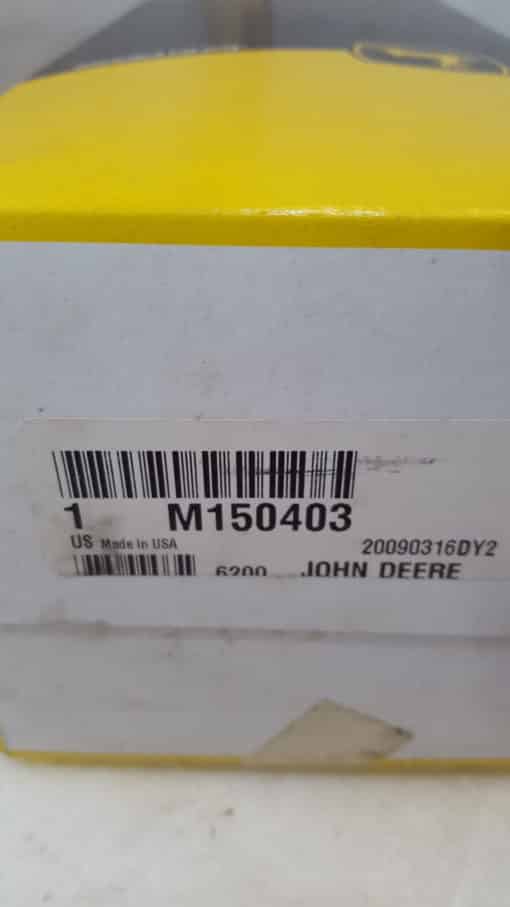 1 M150403
US Made in USA
20090316DY2
6200 JOHN DEERE